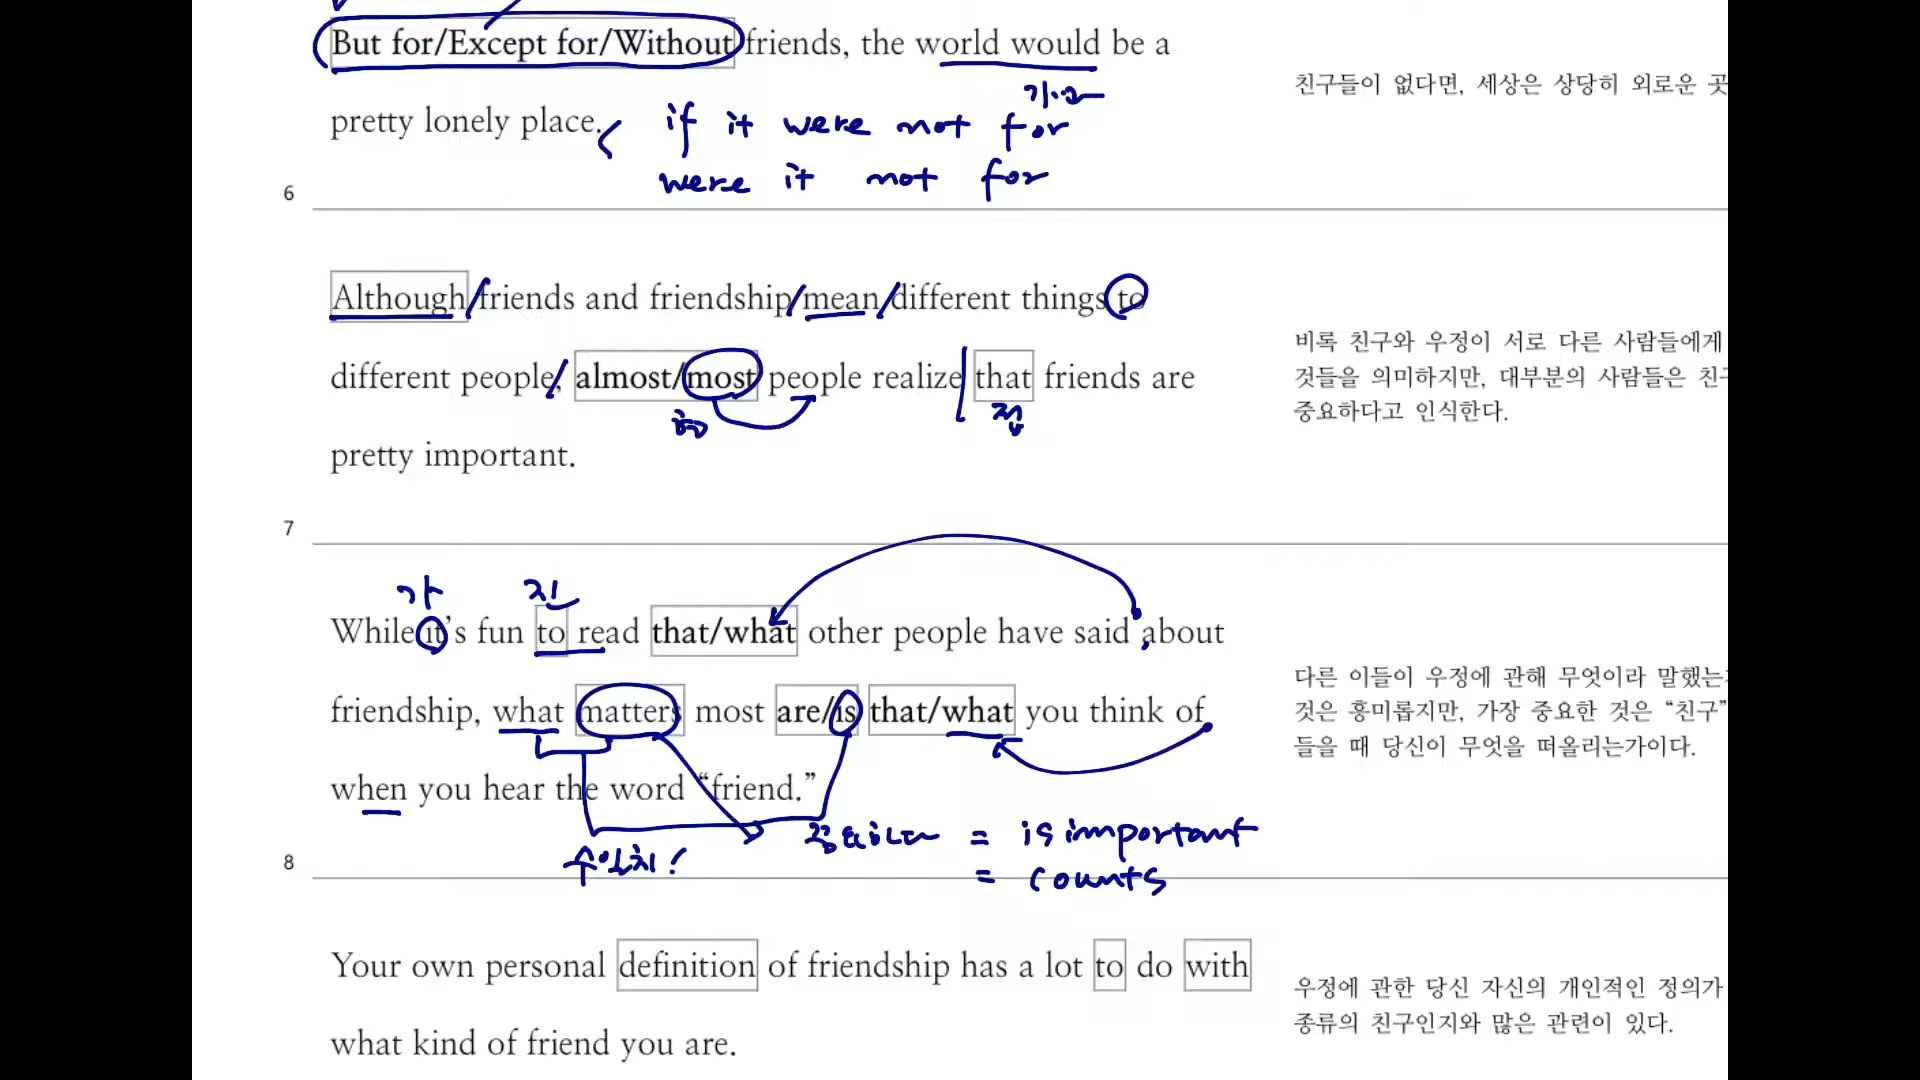 But for/Except for/Without friends, the world would be a
친구들이 없다면, 세상은 상당히 외로운 곳
pretty lonely place.
if it were not for
were it not for
6
Although friends and friendship mean different things to
비록 친구와 우정이 서로 다른 사람들에게
different people, almost/most people realize that friends are
것들을 의미하지만, 대부분의 사람들은 친구
중요하다고 인식한다.
형
접
pretty important.
7
가
진
While it's fun to read that/what other people have said about
다른 이들이 우정에 관해 무엇이라 말했는
friendship, what matters most are/is that/what you think of
것은 흥미롭지만, 가장 중요한 것은 “친구”
들을 때 당신이 무엇을 떠올리는가이다.
when you hear the word “friend.”
중요하다 = is important
수일치!
= counts
8
Your own personal definition of friendship has a lot to do with
우정에 관한 당신 자신의 개인적인 정의가
종류의 친구인지와 많은 관련이 있다.
what kind of friend you are.